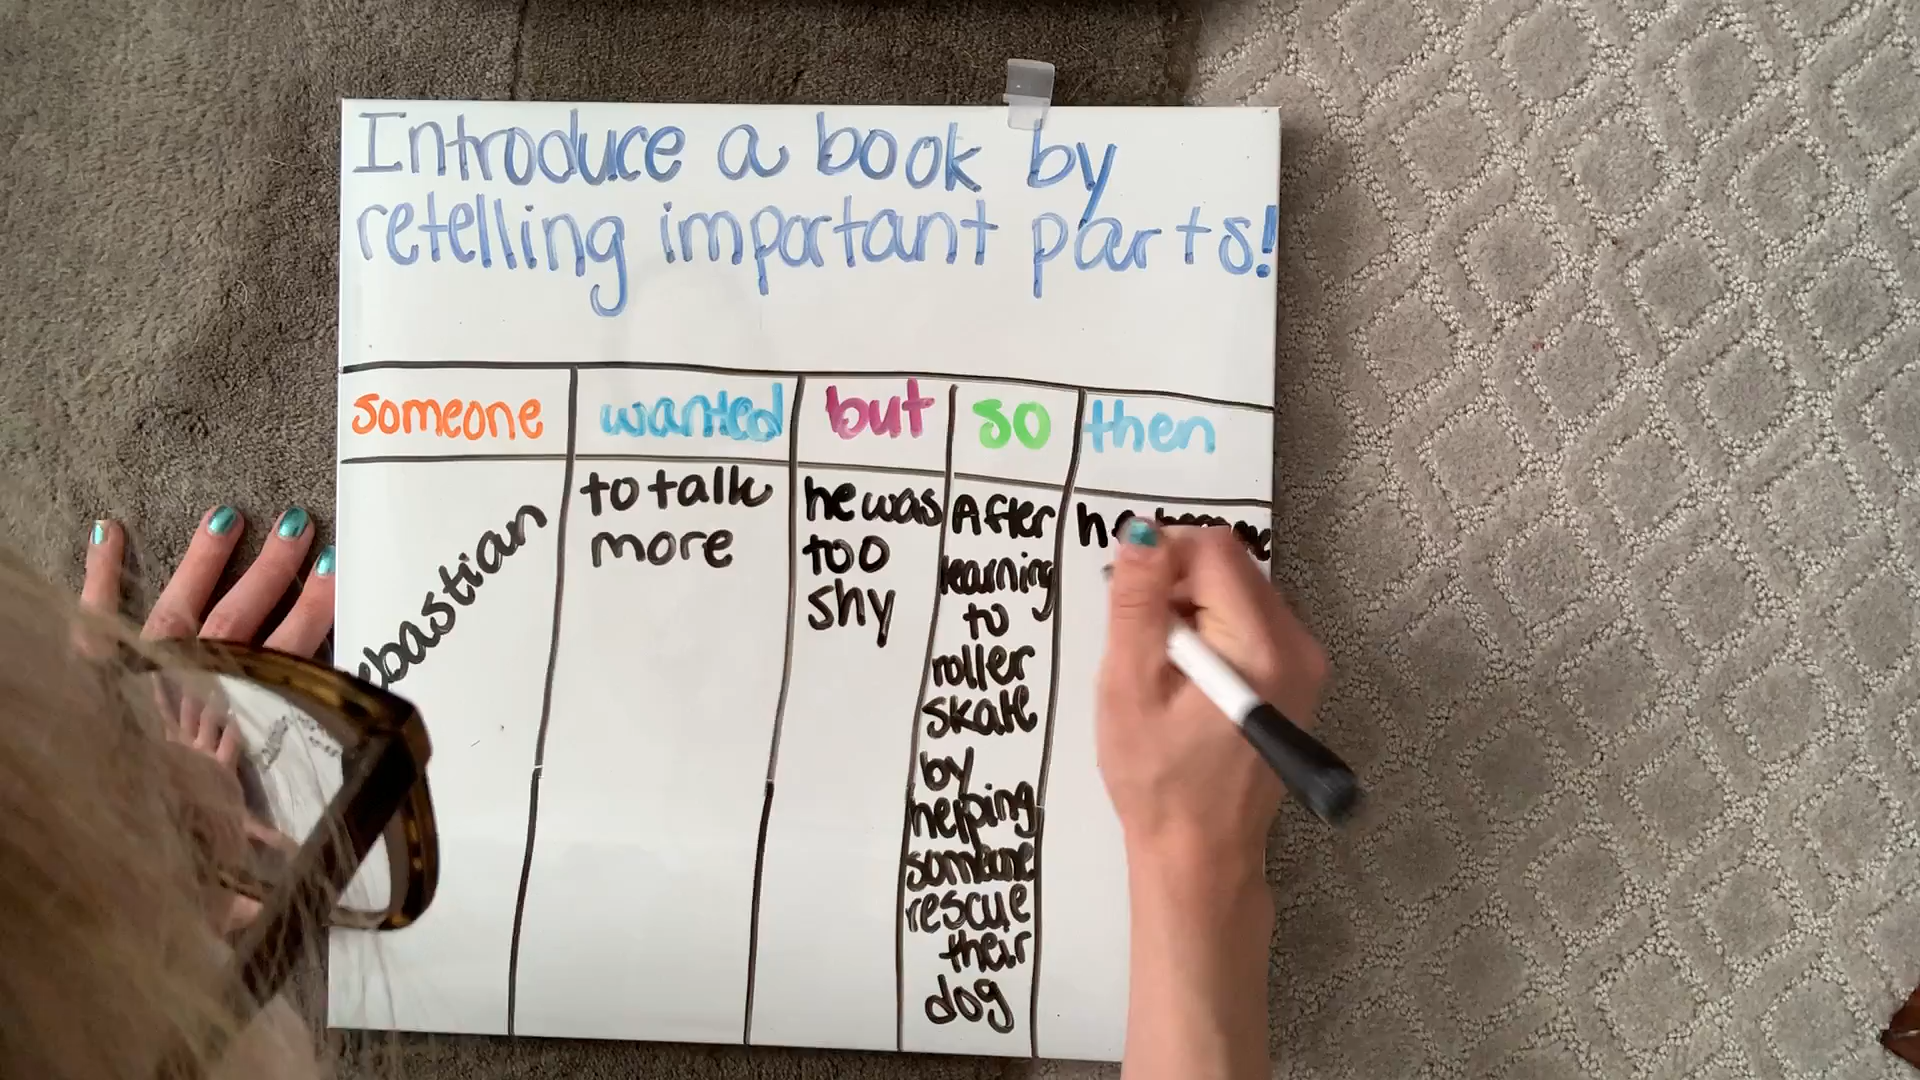 Introduce a book by
retelling important parts!
someone wanted but so then
ebastian
to talk
more
he was
too
shy
After
learning
to
roller
skate
by
helping
someone
rescue
their
dog